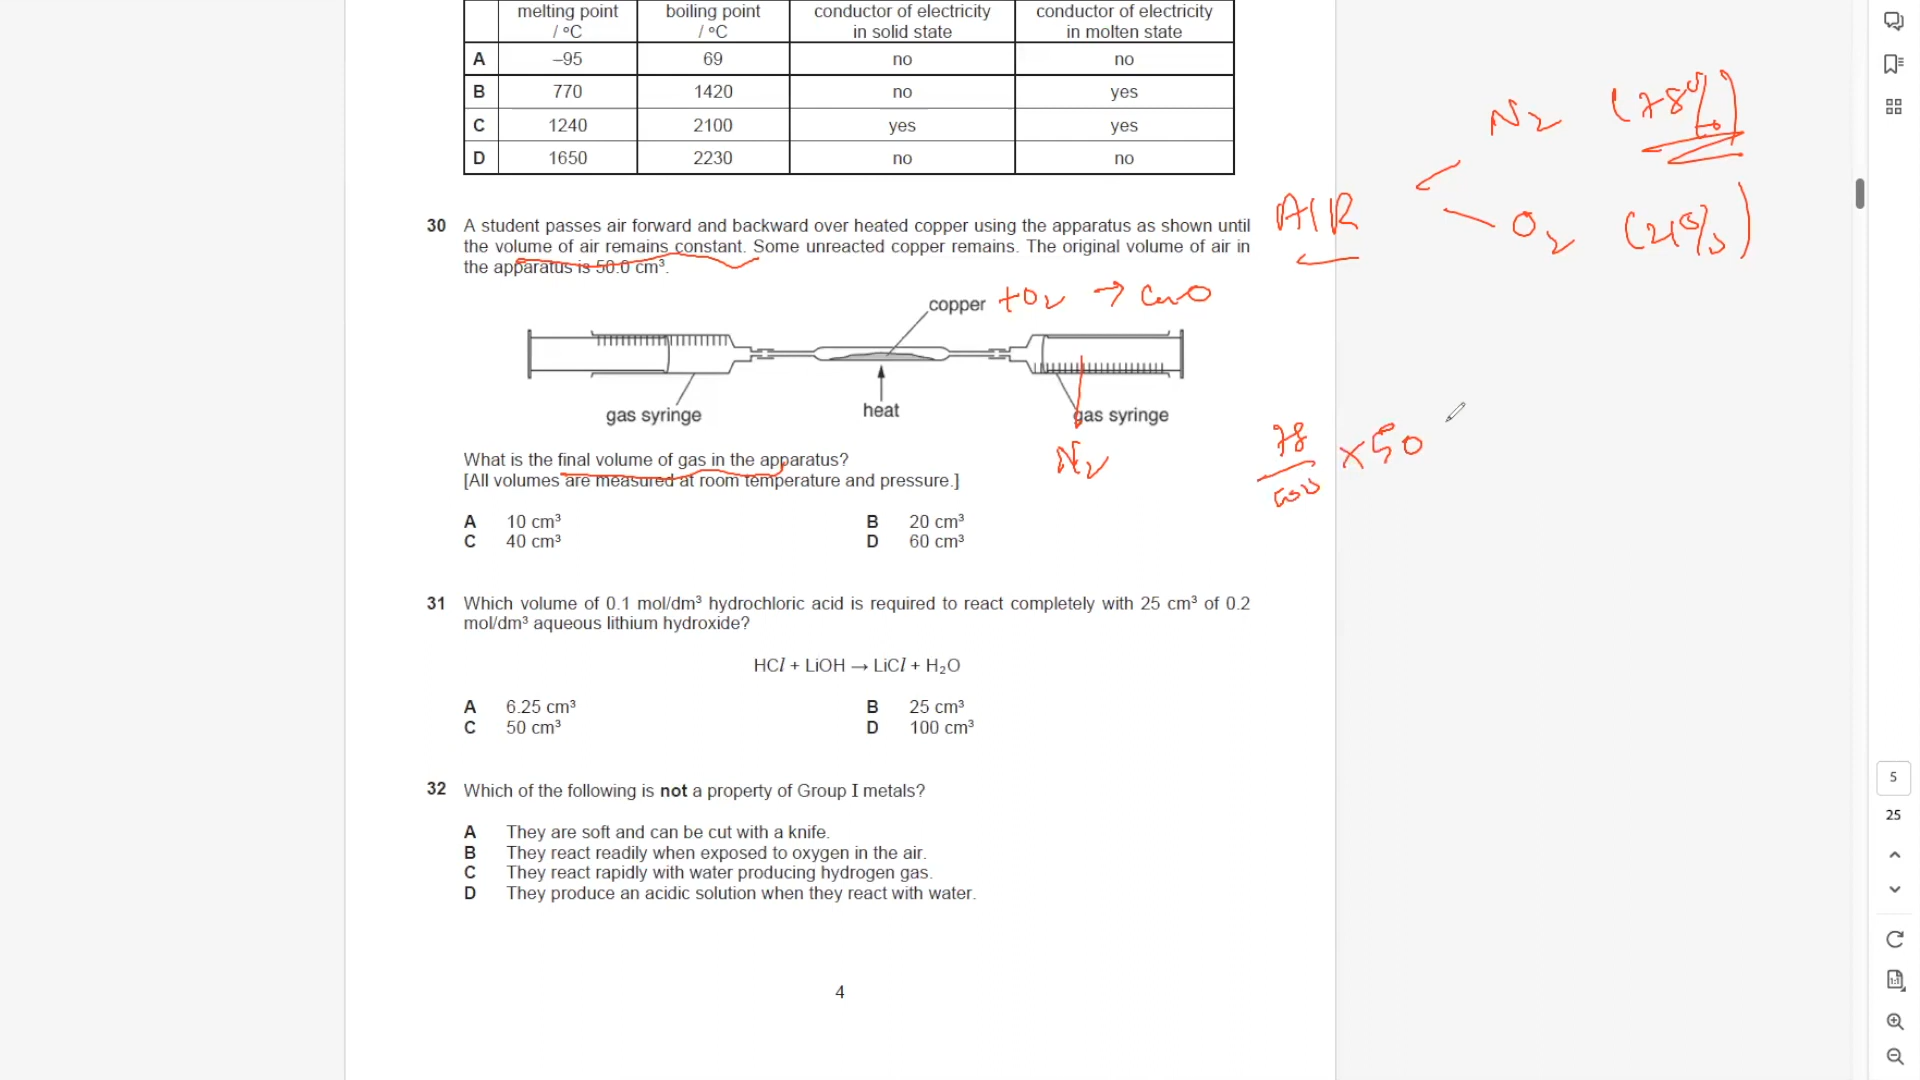 melting point boiling point conductor of electricity conductor of electricity
/ °C / °C in solid state in molten state
A –95 69 no no
B 770 1420 no yes
C 1240 2100 yes yes
D 1650 2230 no no
N₂ (78%)
AIR
O₂ (21%)
30 A student passes air forward and backward over heated copper using the apparatus as shown until
the volume of air remains constant. Some unreacted copper remains. The original volume of air in
the apparatus is 50.0 cm³.
copper +O₂ → CuO
gas syringe heat gas syringe
N₂
78/100 × 50
What is the final volume of gas in the apparatus?
[All volumes are measured at room temperature and pressure.]
A 10 cm³ B 20 cm³
C 40 cm³ D 60 cm³
31 Which volume of 0.1 mol/dm³ hydrochloric acid is required to react completely with 25 cm³ of 0.2
mol/dm³ aqueous lithium hydroxide?
HCl + LiOH → LiCl + H₂O
A 6.25 cm³ B 25 cm³
C 50 cm³ D 100 cm³
32 Which of the following is not a property of Group I metals?
A They are soft and can be cut with a knife.
B They react readily when exposed to oxygen in the air.
C They react rapidly with water producing hydrogen gas.
D They produce an acidic solution when they react with water.
4
5
25